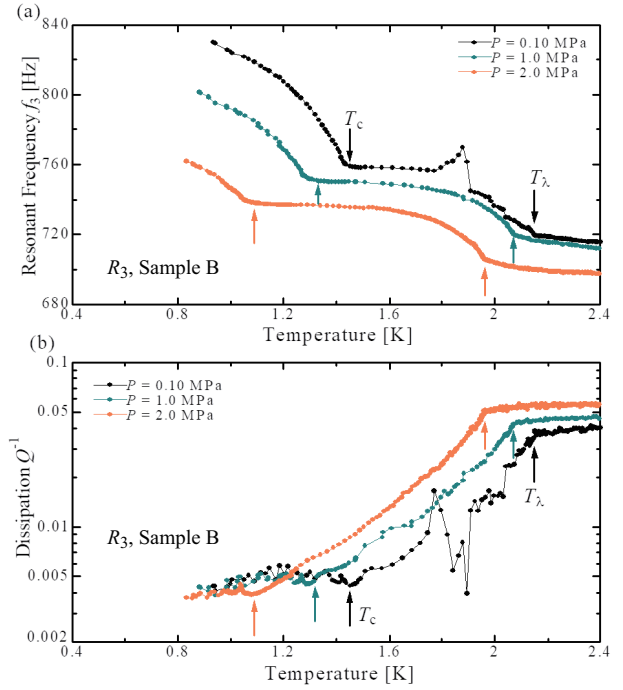 (a)
840
P = 0.10 MPa
P = 1.0 MPa
P = 2.0 MPa
800
Resonant Frequency f3 [Hz]
Tc
760
Tλ
720
R3, Sample B
680
0.4 0.8 1.2 1.6 2.0 2.4
Temperature [K]
(b)
0.1
P = 0.10 MPa
P = 1.0 MPa
P = 2.0 MPa
0.05
Dissipation Q-1
Tλ
0.01
R3, Sample B
0.005
Tc
0.002
0.4 0.8 1.2 1.6 2.0 2.4
Temperature [K]